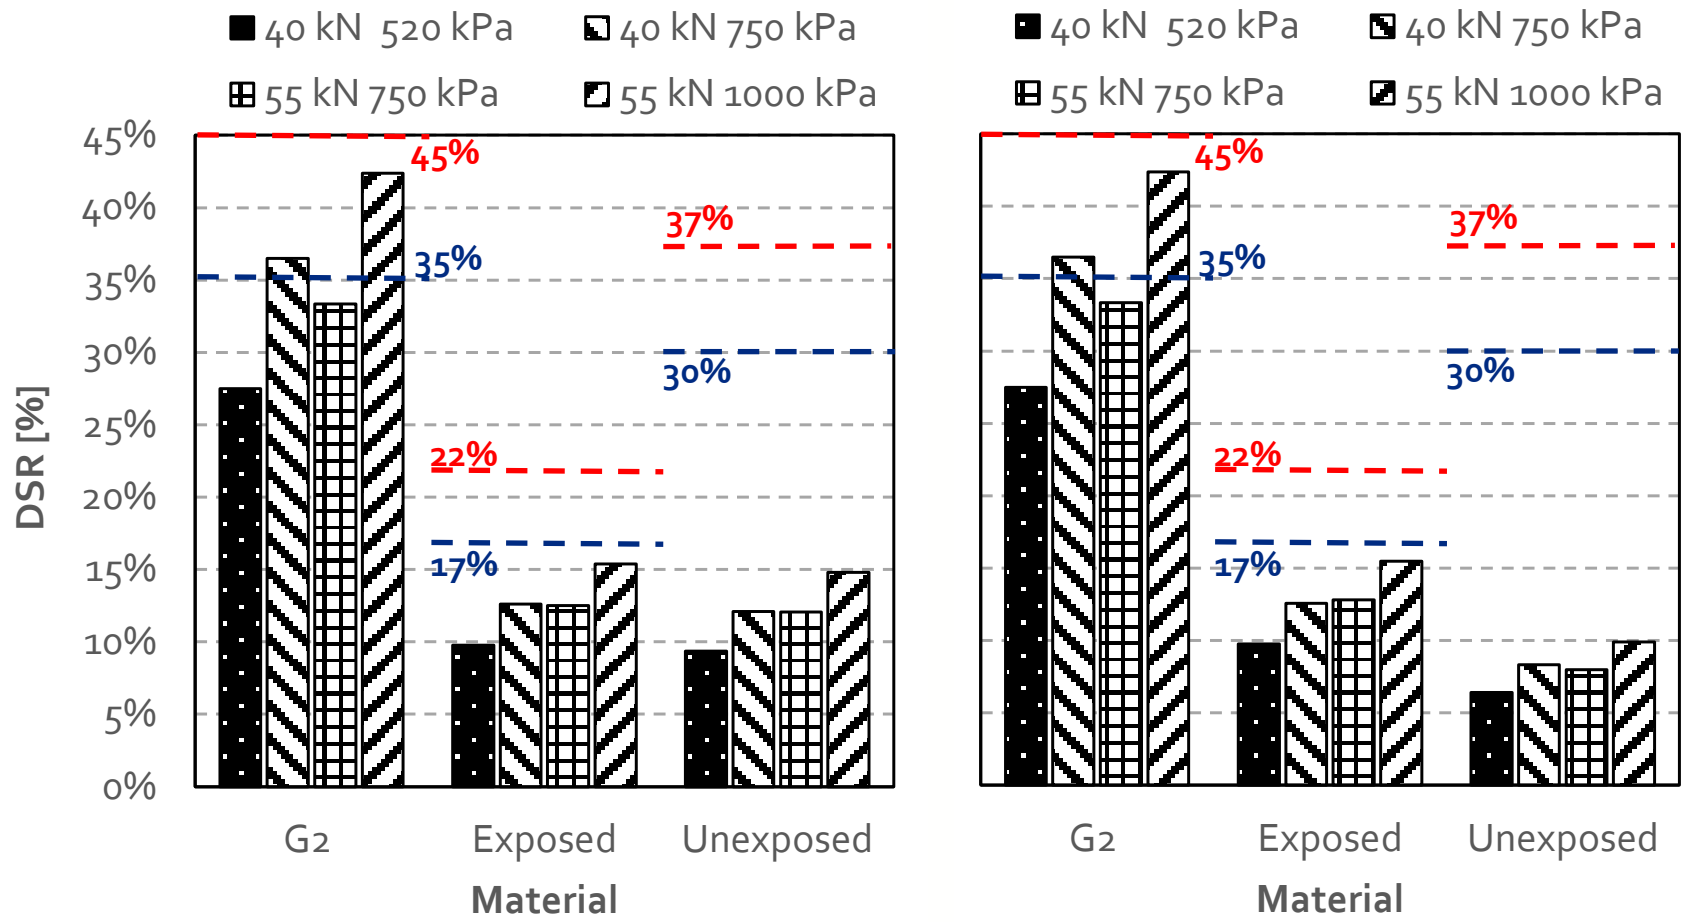 40 kN 520 kPa
40 kN 750 kPa
55 kN 750 kPa
55 kN 1000 kPa
45%
40%
35%
30%
25%
20%
15%
10%
5%
0%
DSR [%]
45%
35%
37%
30%
22%
17%
G2
Exposed
Unexposed
Material
40 kN 520 kPa
40 kN 750 kPa
55 kN 750 kPa
55 kN 1000 kPa
45%
35%
37%
30%
22%
17%
G2
Exposed
Unexposed
Material